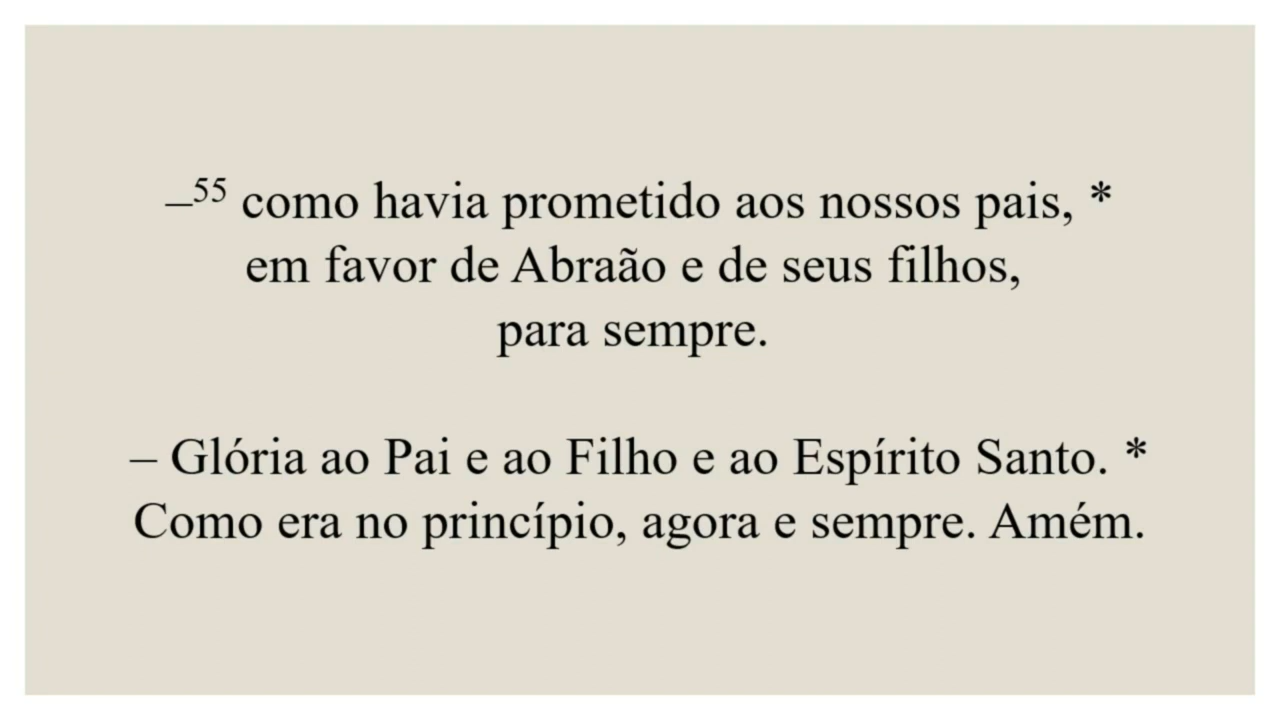 –⁵⁵ como havia prometido aos nossos pais, *
em favor de Abraão e de seus filhos,
para sempre.
– Glória ao Pai e ao Filho e ao Espírito Santo. *
Como era no princípio, agora e sempre. Amém.